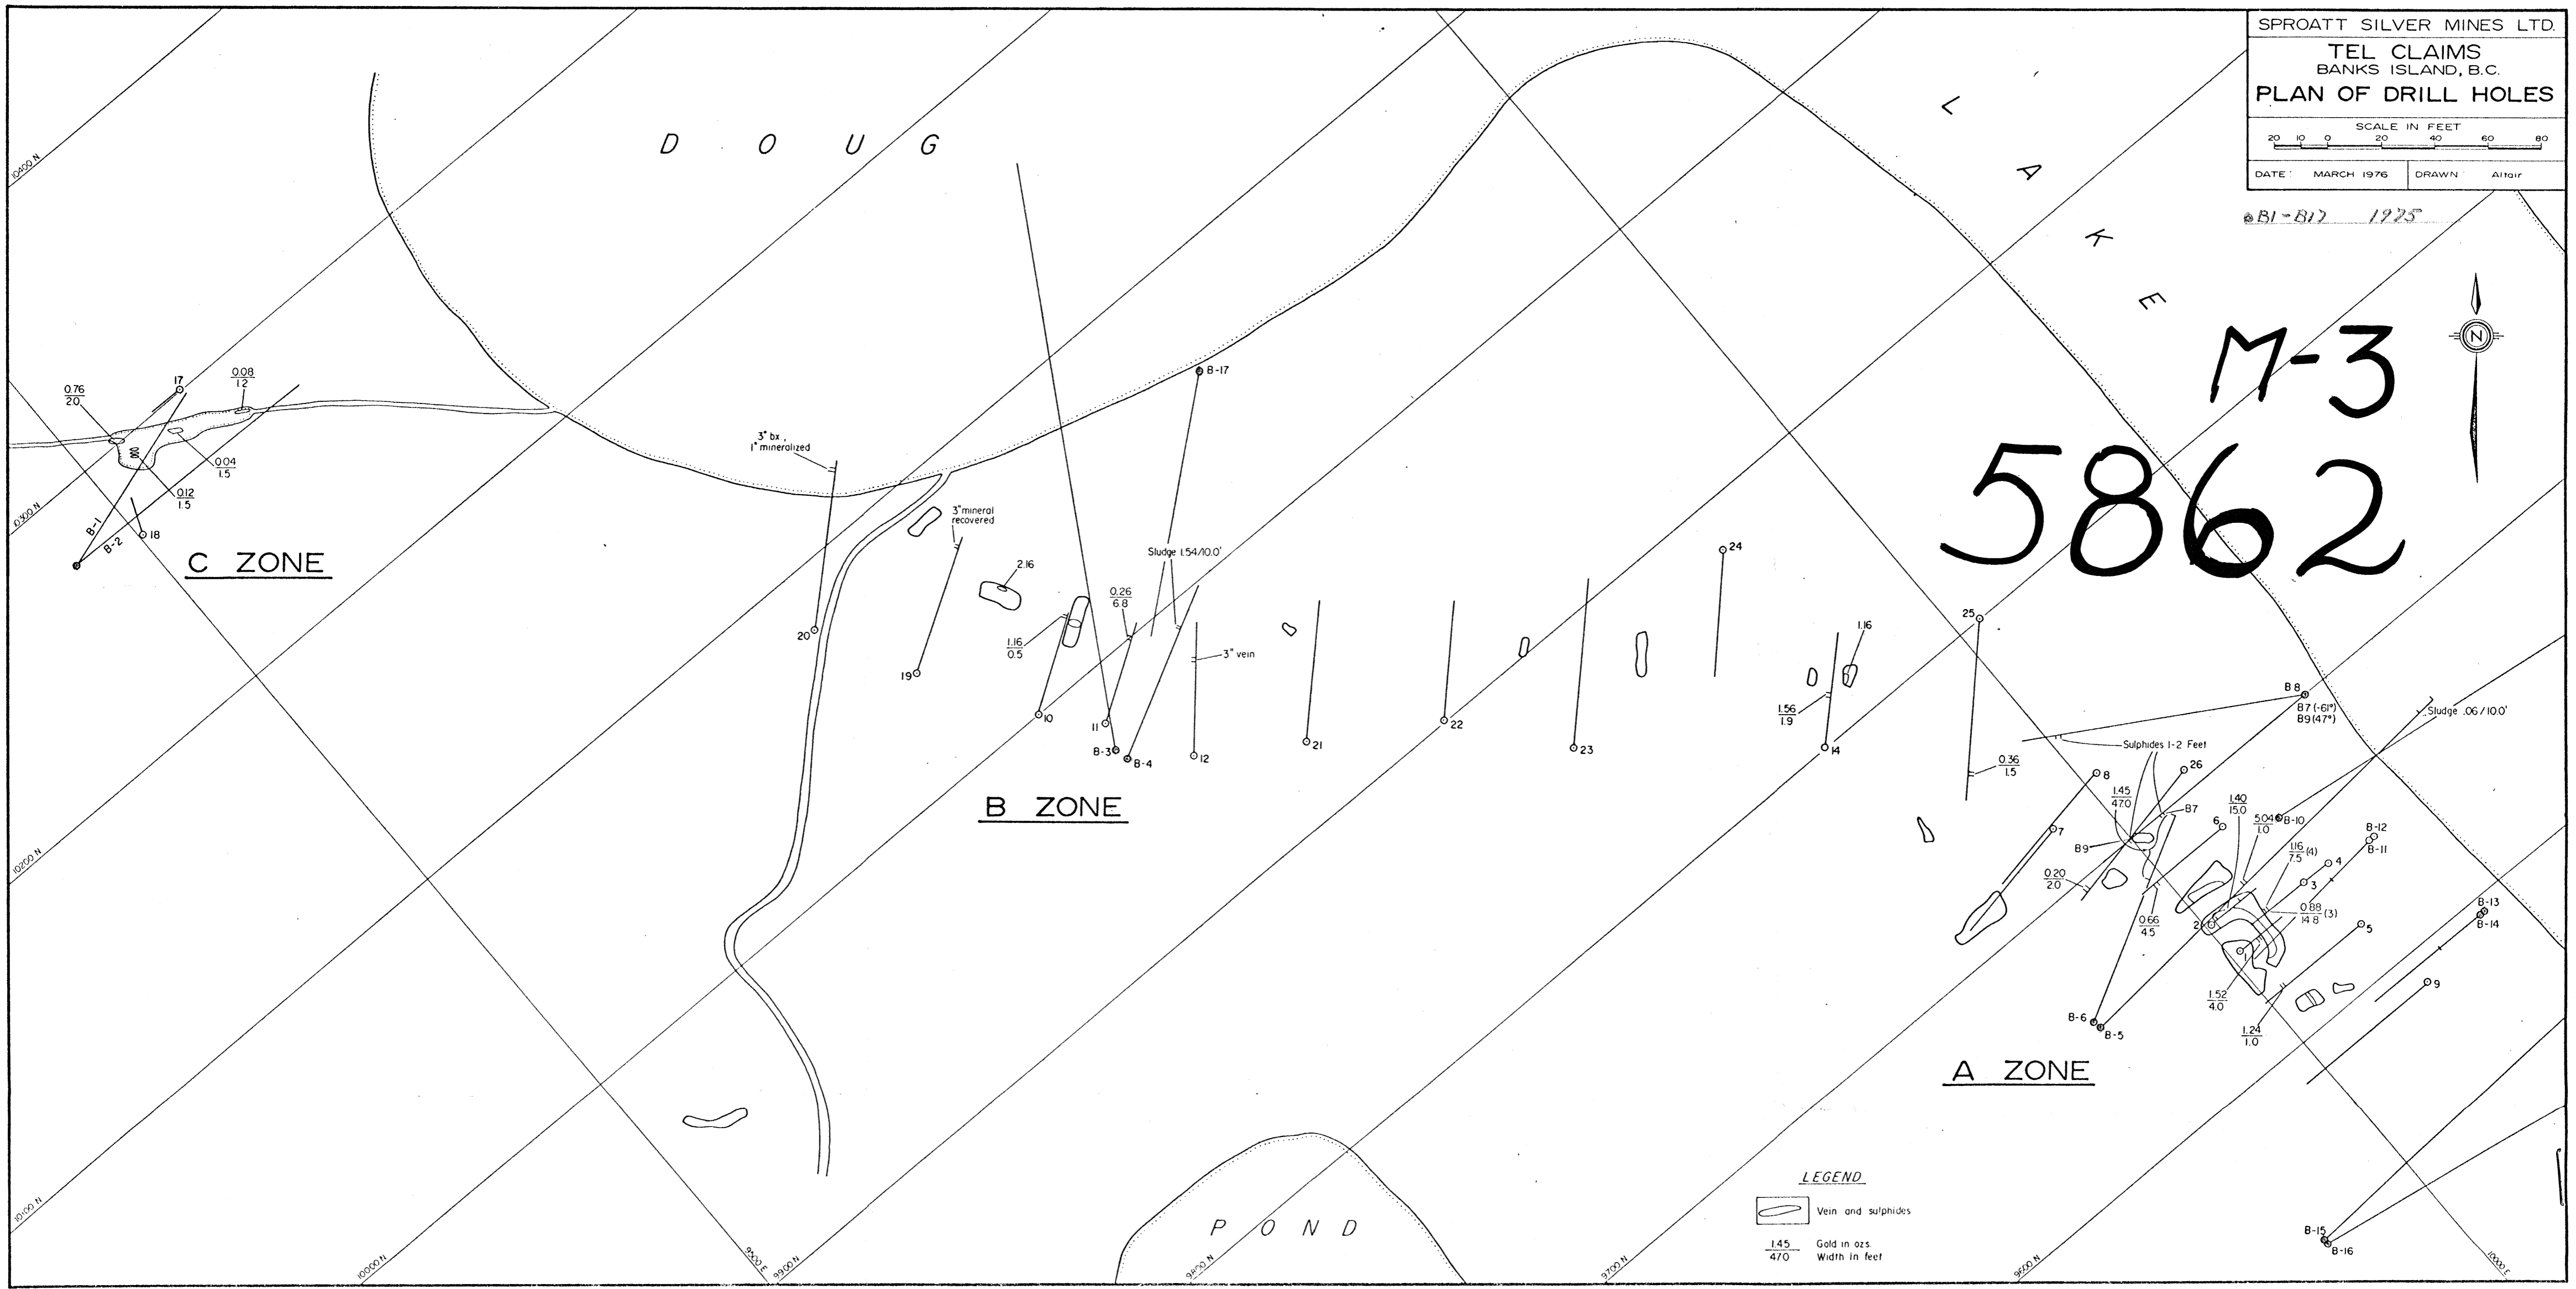 SPROATT SILVER MINES LTD.
TEL CLAIMS
BANKS ISLAND, B.C.
PLAN OF DRILL HOLES
SCALE IN FEET
20 10 0 20 40 60 80
DATE: MARCH 1976 DRAWN Altair
B1-B17 1975
DOUG
LAKE
N
M-3
5862
10400 N
10300 N
10200 N
10100 N
10000 N
9500 E
9900 N
9800 N
9700 N
9600 N
10000 E
17
0.08
1.2
0.76
2.0
0.04
1.5
0.12
1.5
B-1
B-2
18
C ZONE
3" bx.,
1" mineralized
20
3" mineral
recovered
19
2.16
1.16
0.5
10
0.26
6.8
11
B-3
B-4
Sludge 1.54/10.0'
B-17
3" vein
12
21
22
23
24
B ZONE
1.16
1.56
1.9
14
25
0.36
1.5
B 8
B7 (-61°)
B9 (47°)
Sludge .06/10.0'
Sulphides 1-2 Feet
26
8
7
1.45
47.0
B7
B9
1.40
15.0
6
5.04
1.0
B-10
B-12
B-11
1.16
7.5 (4)
4
3
0.20
2.0
0.66
4.5
0.88
14.8 (3)
2
1
5
B-13
B-14
9
1.52
4.0
1.24
1.0
B-6
B-5
A ZONE
B-15
B-16
POND
LEGEND
Vein and sulphides
1.45
47.0
Gold in ozs.
Width in feet